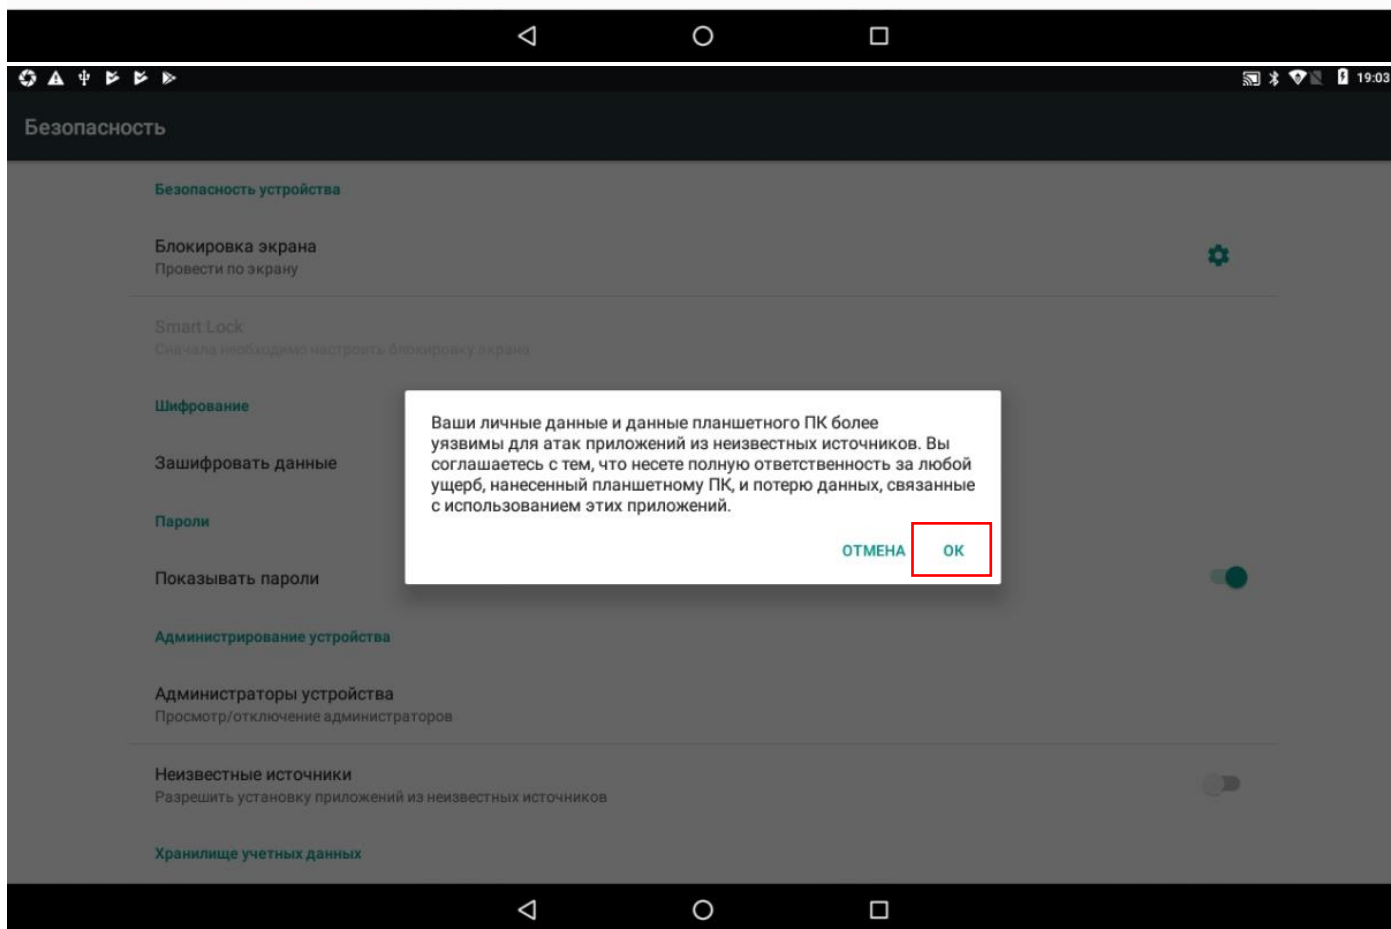 19:03
Безопасность
Безопасность устройства
Блокировка экрана
Провести по экрану
Smart Lock
Сначала необходимо настроить блокировку экрана
Шифрование
Зашифровать данные
Пароли
Показывать пароли
Ваши личные данные и данные планшетного ПК более
уязвимы для атак приложений из неизвестных источников. Вы
соглашаетесь с тем, что несете полную ответственность за любой
ущерб, нанесенный планшетному ПК, и потерю данных, связанные
с использованием этих приложений.
ОТМЕНА ОК
Администрирование устройства
Администраторы устройства
Просмотр/отключение администраторов
Неизвестные источники
Разрешить установку приложений из неизвестных источников
Хранилище учетных данных